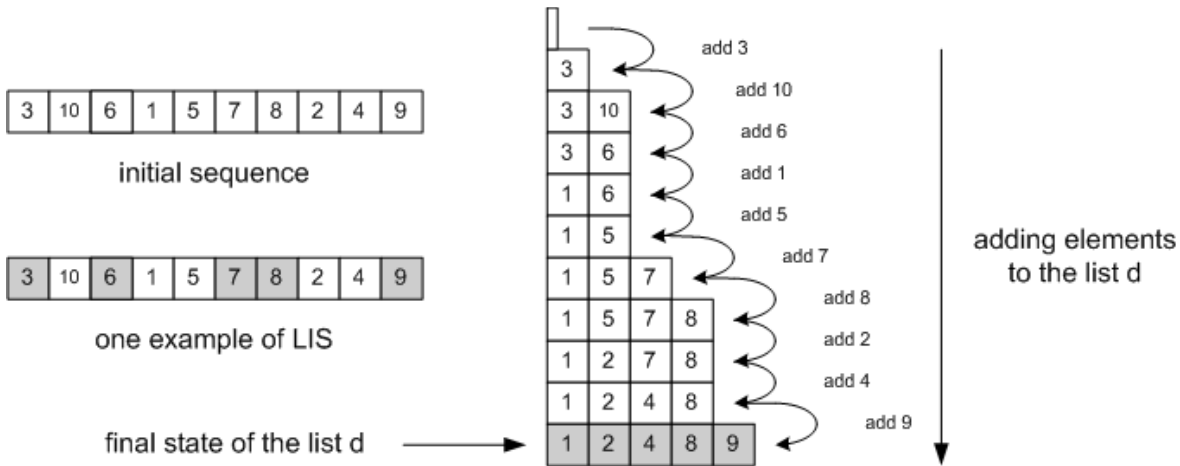 3 10 6 1 5 7 8 2 4 9
initial sequence
3 10 6 1 5 7 8 2 4 9
one example of LIS
final state of the list d
add 3
3
add 10
3 10
add 6
3 6
add 1
1 6
add 5
1 5
add 7
1 5 7
add 8
1 5 7 8
add 2
1 2 7 8
add 4
1 2 4 8
add 9
1 2 4 8 9
adding elements
to the list d